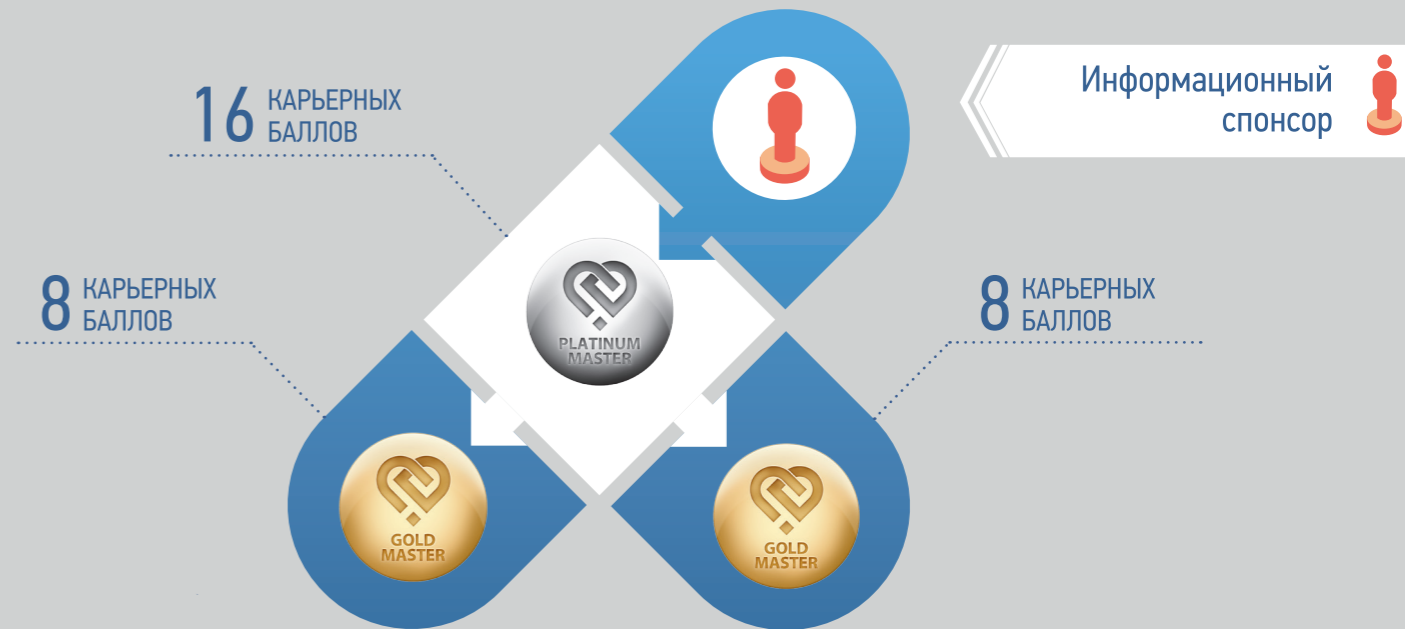 Информационный
спонсор
16 КАРЬЕРНЫХ
БАЛЛОВ
8 КАРЬЕРНЫХ
БАЛЛОВ
8 КАРЬЕРНЫХ
БАЛЛОВ
PLATINUM
MASTER
GOLD
MASTER
GOLD
MASTER